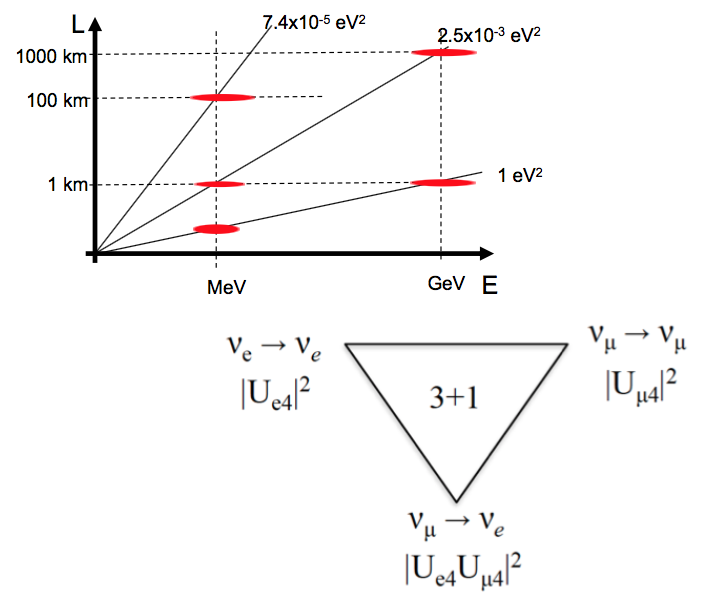 L
7.4x10⁻⁵ eV²
2.5x10⁻³ eV²
1000 km
100 km
1 km
1 eV²
MeV
GeV
E
νe → νe
|Ue4|²
νμ → νμ
|Uμ4|²
3+1
νμ → νe
|Ue4Uμ4|²